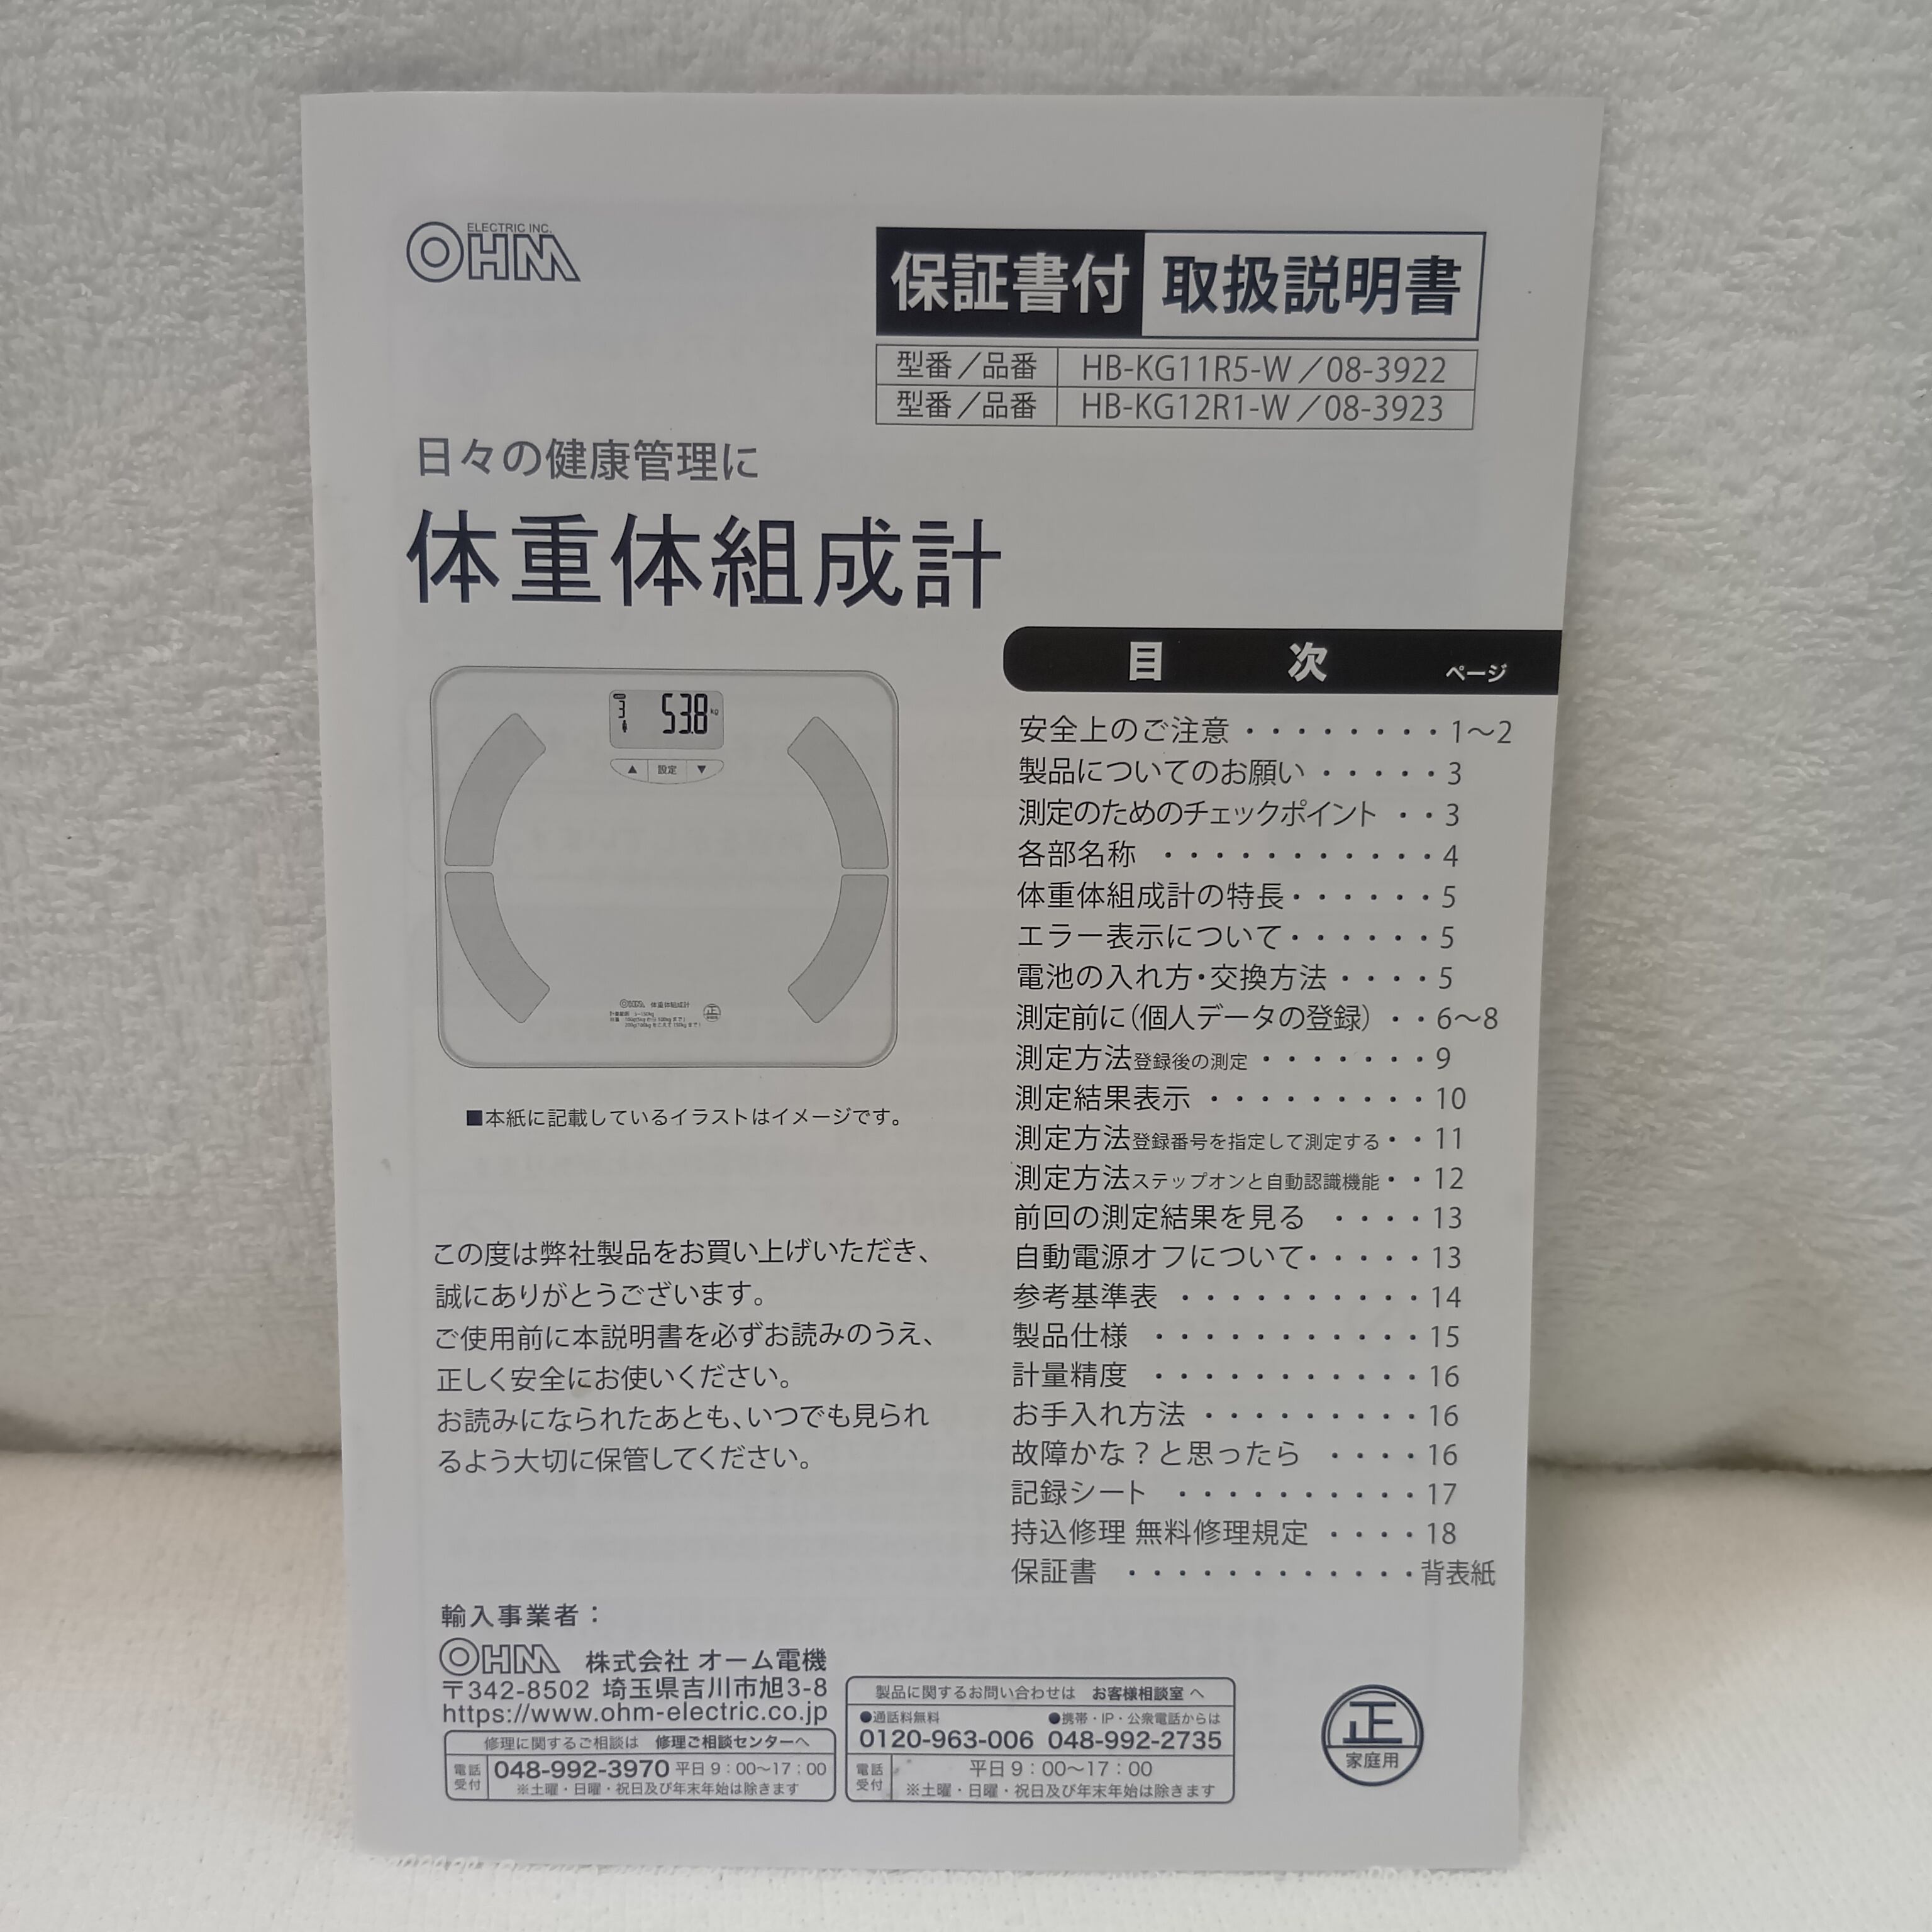 ELECTRIC INC.
OHM
保証書付 取扱説明書
型番／品番 HB-KG11R5-W／08-3922
型番／品番 HB-KG12R1-W／08-3923
日々の健康管理に
体重体組成計
3 53.8 kg
▲ 設定 ▼
OHM 体重体組成計
正
■本紙に記載しているイラストはイメージです。
この度は弊社製品をお買い上げいただき、
誠にありがとうございます。
ご使用前に本説明書を必ずお読みのうえ、
正しく安全にお使いください。
お読みになられたあとも、いつでも見られ
るよう大切に保管してください。
目次 ページ
安全上のご注意・・・・・・・・1～2
製品についてのお願い・・・・・3
測定のためのチェックポイント・・3
各部名称・・・・・・・・・・・4
体重体組成計の特長・・・・・・5
エラー表示について・・・・・・5
電池の入れ方・交換方法・・・・5
測定前に（個人データの登録）・・6～8
測定方法登録後の測定・・・・・・・9
測定結果表示・・・・・・・・・10
測定方法登録番号を指定して測定する・・11
測定方法ステップオンと自動認識機能・・12
前回の測定結果を見る・・・・13
自動電源オフについて・・・・・13
参考基準表・・・・・・・・・・14
製品仕様・・・・・・・・・・・15
計量精度・・・・・・・・・・・16
お手入れ方法・・・・・・・・・16
故障かな？と思ったら・・・・16
記録シート・・・・・・・・・・17
持込修理 無料修理規定・・・・18
保証書・・・・・・・・・・・・背表紙
輸入事業者：
OHM 株式会社 オーム電機
〒342-8502 埼玉県吉川市旭3-8
https://www.ohm-electric.co.jp
修理に関するご相談は 修理ご相談センターへ
電話受付 048-992-3970 平日9：00～17：00
※土曜・日曜・祝日及び年末年始は除きます
製品に関するお問い合わせは お客様相談室へ
●通話料無料 ●携帯・IP・公衆電話からは
0120-963-006 048-992-2735
電話受付 平日9：00～17：00
※土曜・日曜・祝日及び年末年始は除きます
正
家庭用